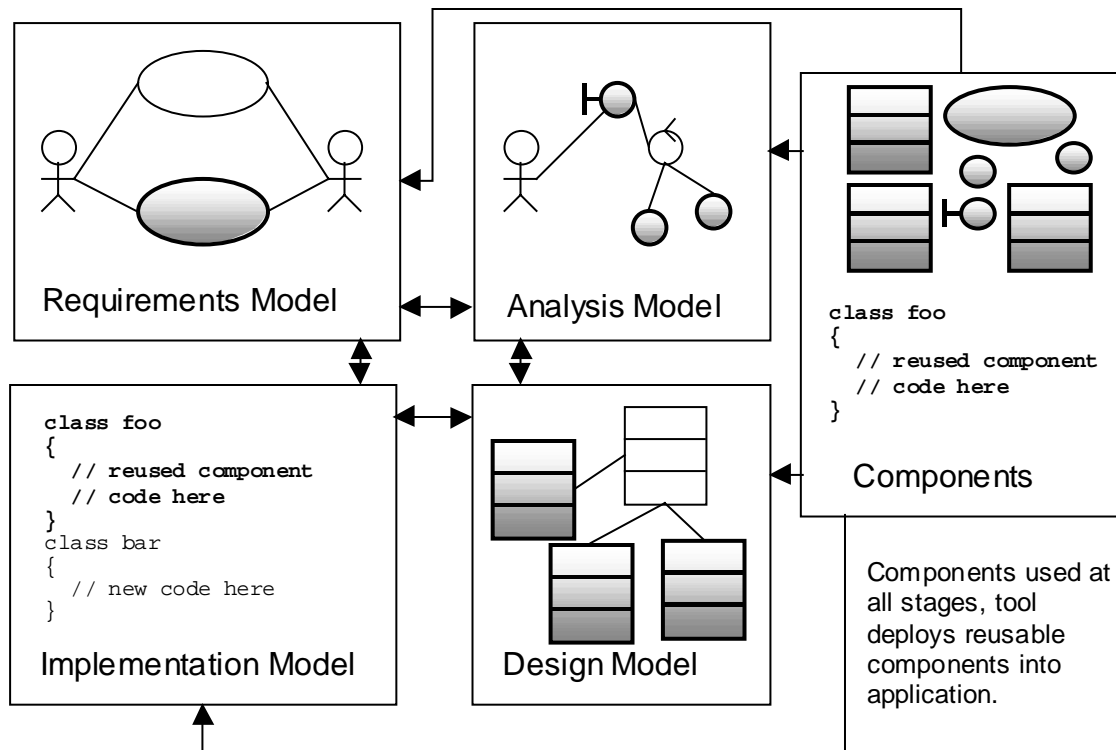 Requirements Model
Analysis Model
class foo
{
// reused component
// code here
}
Components
class foo
{
// reused component
// code here
}
class bar
{
// new code here
}
Implementation Model
Design Model
Components used at
all stages, tool
deploys reusable
components into
application.